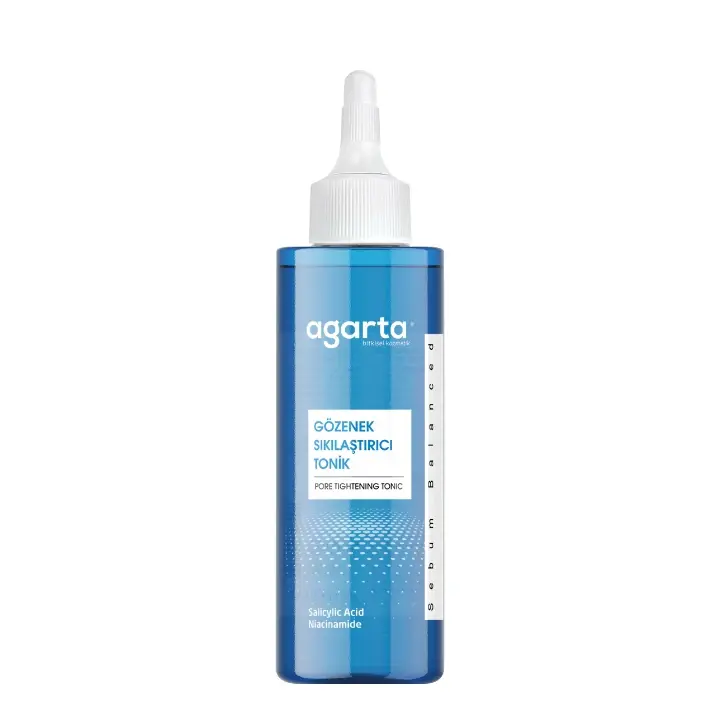 agarta®
bitkisel kozmetik
GÖZENEK
SIKILAŞTIRICI
TONİK
PORE TIGHTENING TONIC
Sebum Balanced
Salicylic Acid
Niacinamide